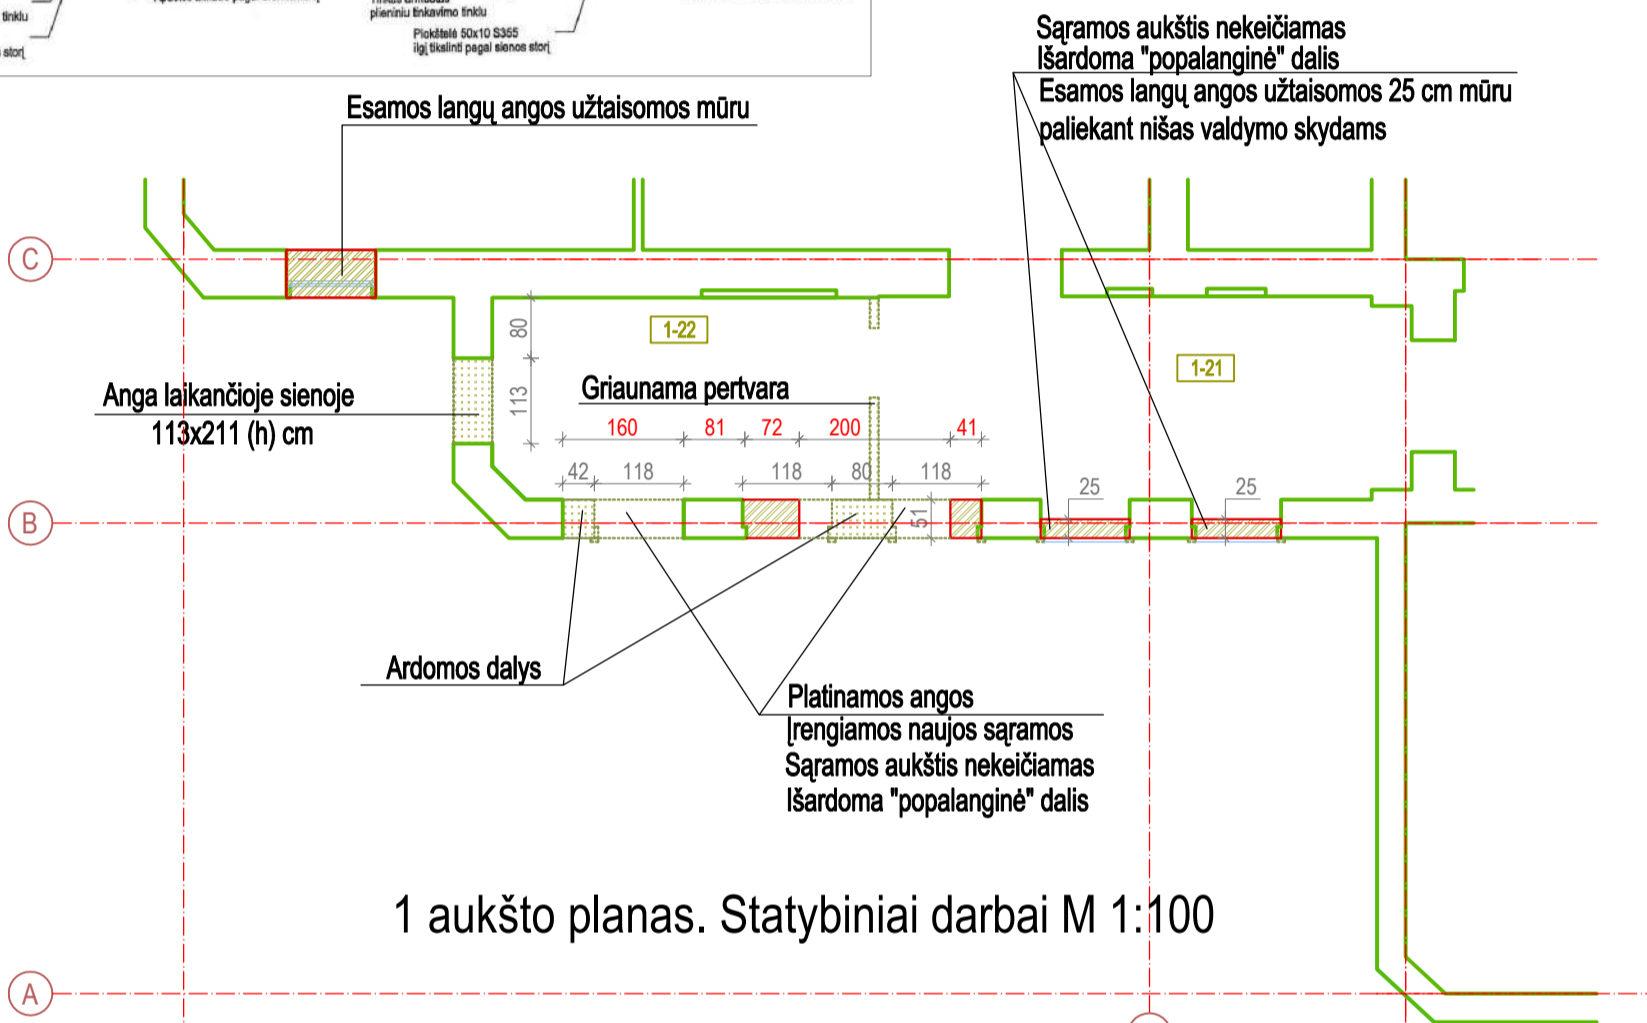 tinklu
storį
plieniniu tinkavimo tinklu
Plokštelė 50x10 S355
ilgį tikslinti pagal sienos storį
Sąramos aukštis nekeičiamas
Išardoma "popalanginė" dalis
Esamos langų angos užtaisomos 25 cm mūru
paliekant nišas valdymo skydams
Esamos langų angos užtaisomos mūru
C
80
1-22
1-21
113
Anga laikančioje sienoje
113x211 (h) cm
Griaunama pertvara
160 81 72 200 41
42 118 118 80 118
25 25
51
B
Ardomos dalys
Platinamos angos
Įrengiamos naujos sąramos
Sąramos aukštis nekeičiamas
Išardoma "popalanginė" dalis
1 aukšto planas. Statybiniai darbai M 1:100
A